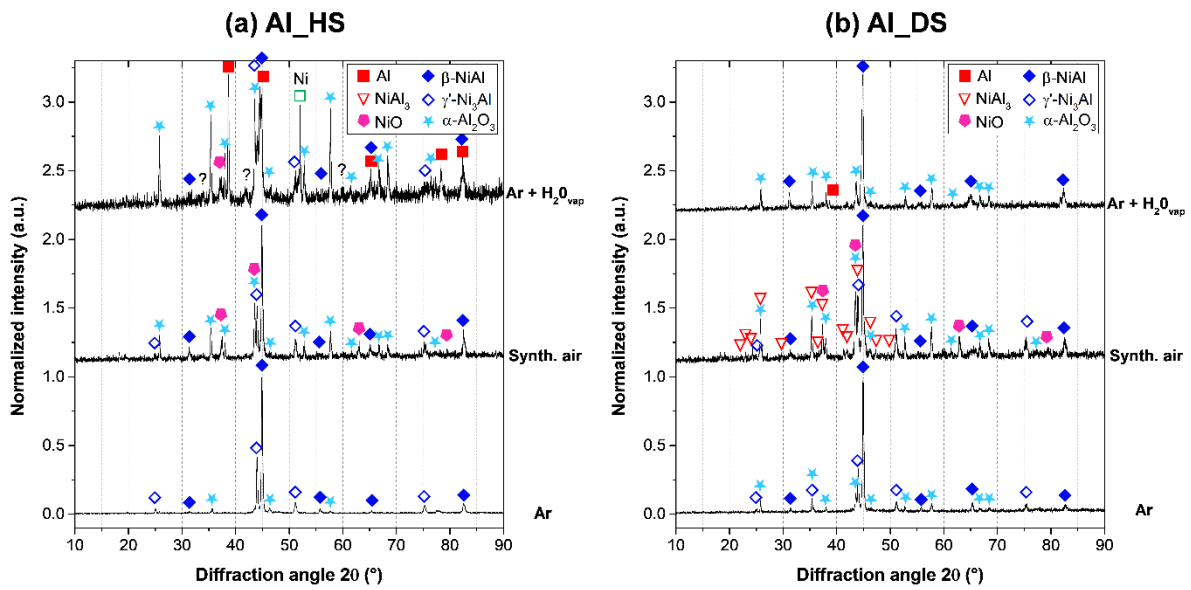 (a) Al_HS
(b) Al_DS
Al
β-NiAl
NiAl₃
γ'-Ni₃Al
NiO
α-Al₂O₃
Ni
?
?
?
Ar + H₂0ᵥₐₚ
Synth. air
Ar
Normalized intensity (a.u.)
3.0
2.5
2.0
1.5
1.0
0.5
0.0
10 20 30 40 50 60 70 80 90
Diffraction angle 2θ (°)
Al
β-NiAl
NiAl₃
γ'-Ni₃Al
NiO
α-Al₂O₃
Ar + H₂0ᵥₐₚ
Synth. air
Ar
Normalized intensity (a.u.)
3.0
2.5
2.0
1.5
1.0
0.5
0.0
10 20 30 40 50 60 70 80 90
Diffraction angle 2θ (°)